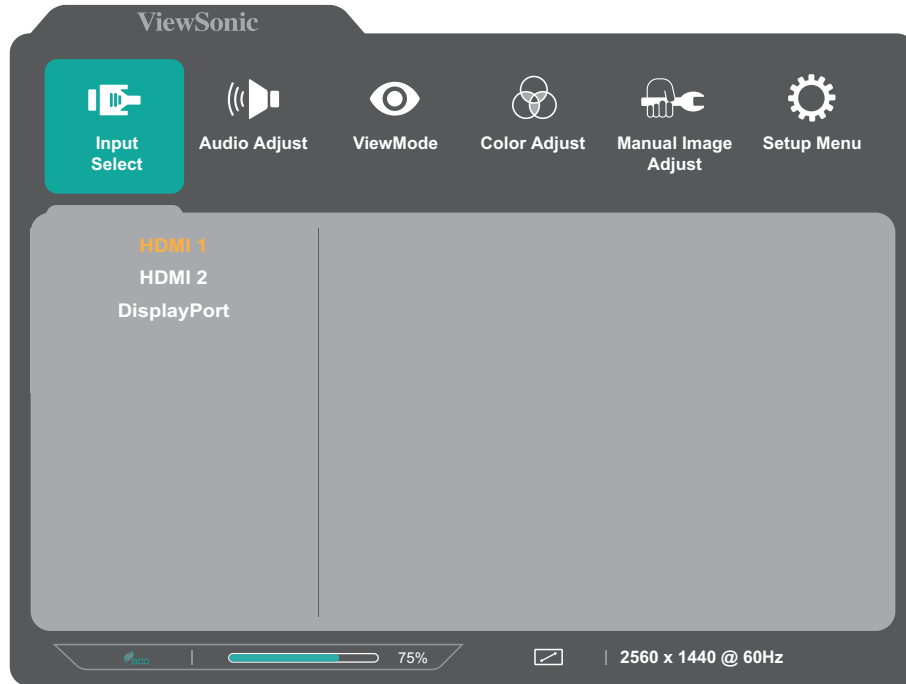 ViewSonic
Input Select
Audio Adjust
ViewMode
Color Adjust
Manual Image Adjust
Setup Menu
HDMI 1
HDMI 2
DisplayPort
eco
75%
2560 x 1440 @ 60Hz